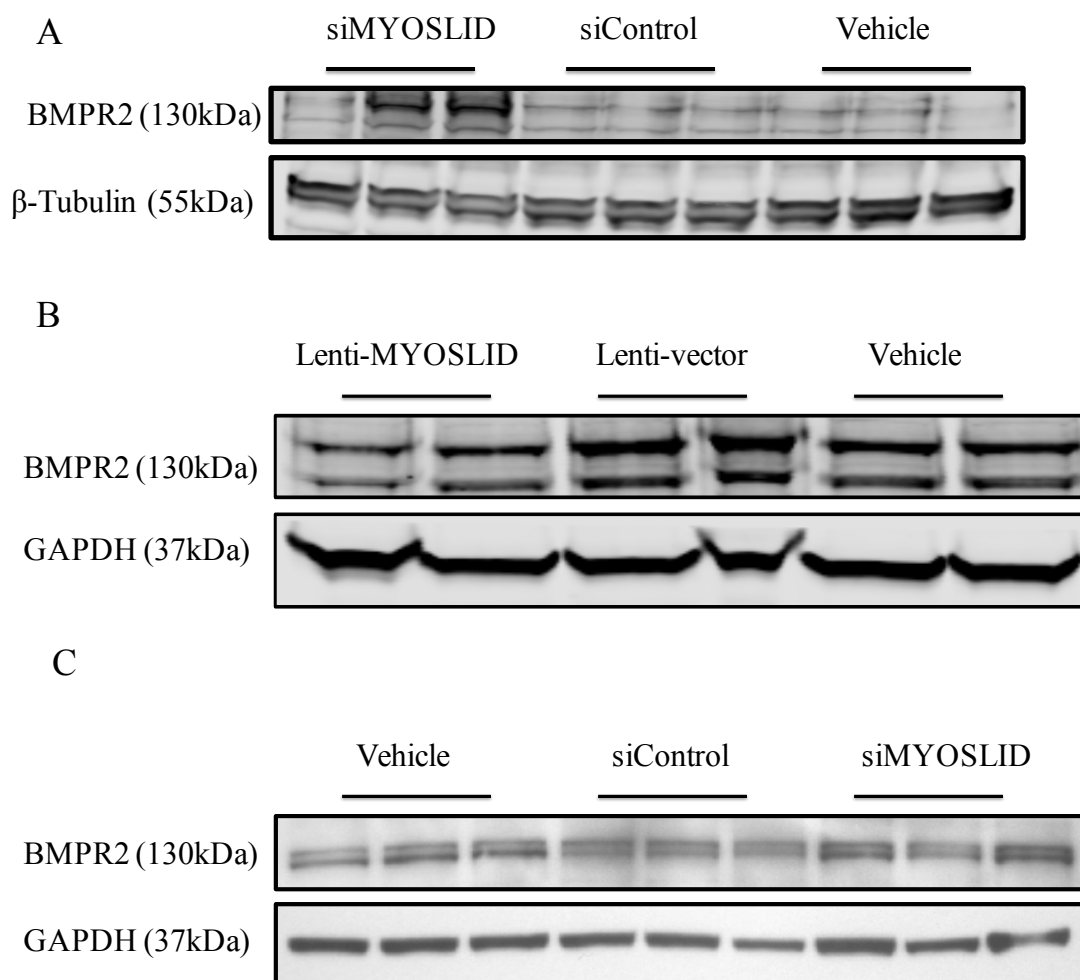 A
siMYOSLID siControl Vehicle
BMPR2 (130kDa)
β-Tubulin (55kDa)
B
Lenti-MYOSLID Lenti-vector Vehicle
BMPR2 (130kDa)
GAPDH (37kDa)
C
Vehicle siControl siMYOSLID
BMPR2 (130kDa)
GAPDH (37kDa)